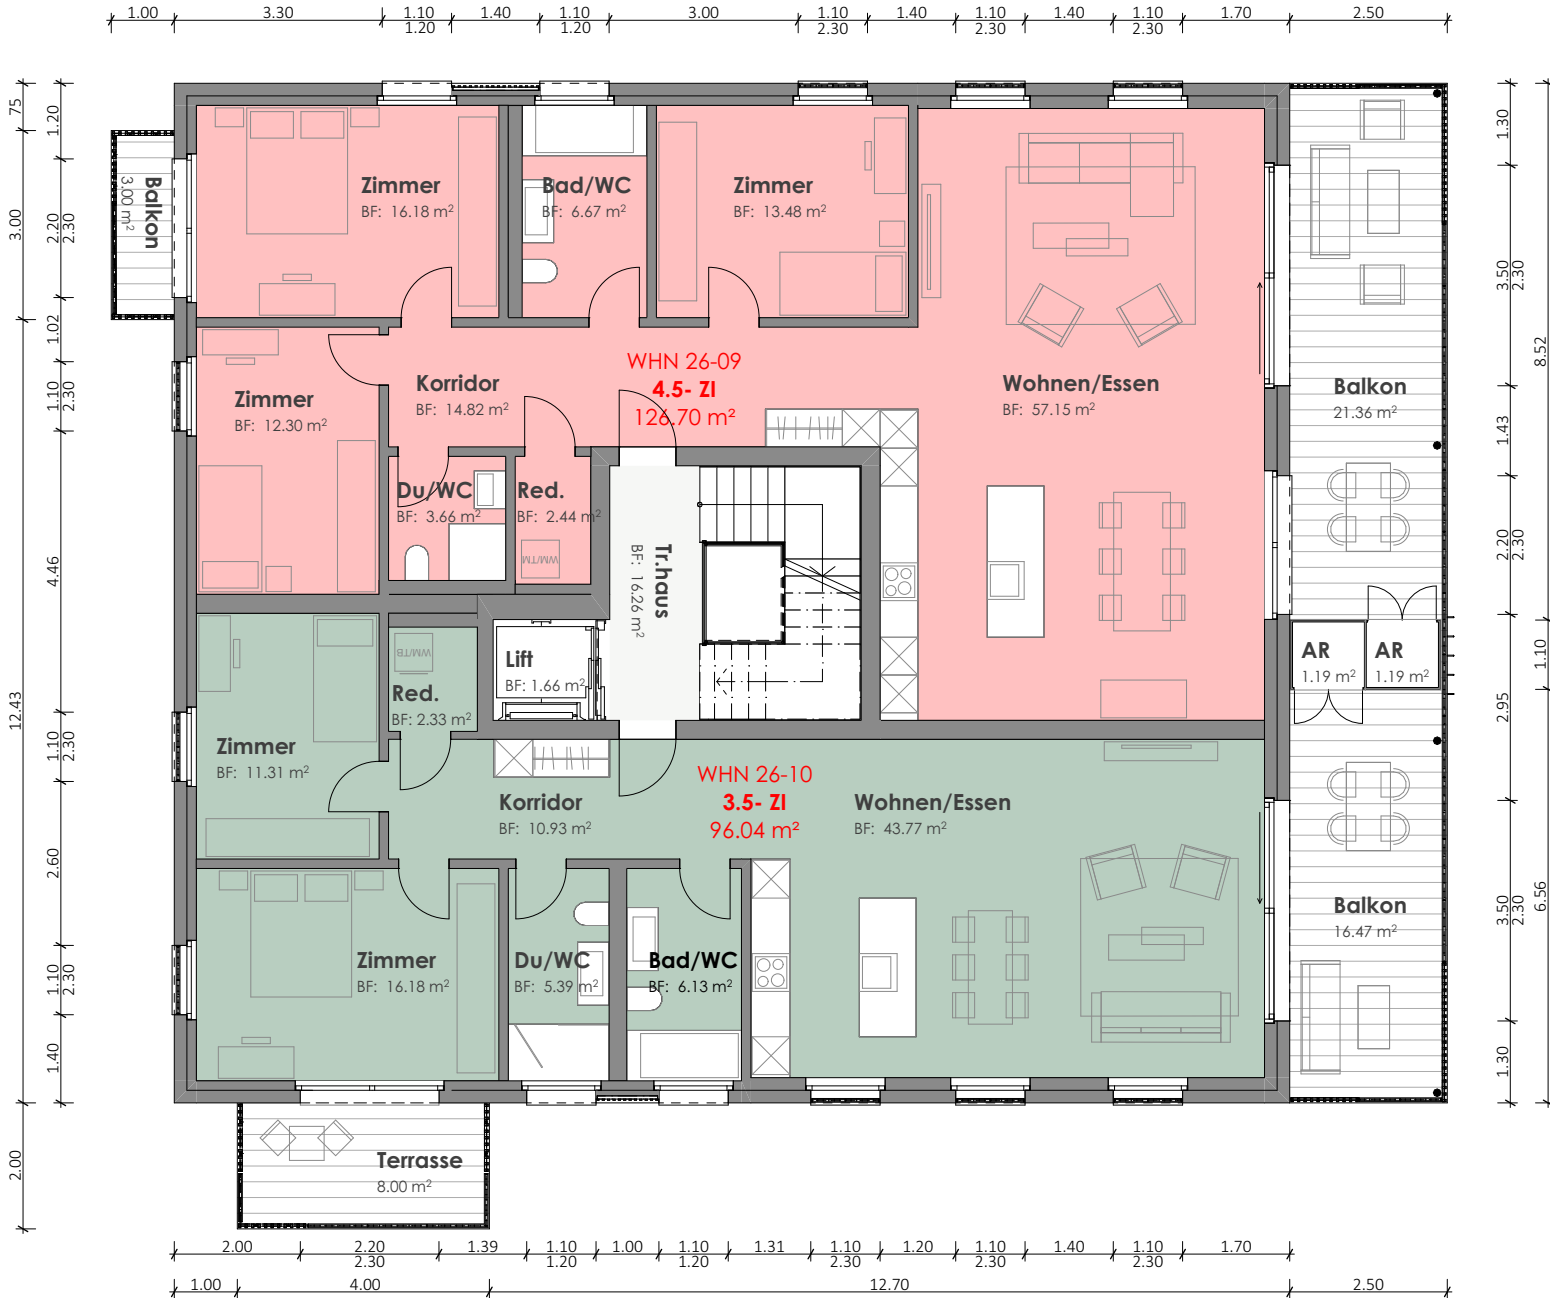 1.00
3.30
1.10
1.20
1.40
1.10
1.20
3.00
1.10
2.30
1.40
1.10
2.30
1.40
1.10
2.30
1.70
2.50
75
3.00
12.43
2.00
1.20
2.20
2.30
1.02
1.10
2.30
4.46
1.10
2.30
2.60
1.10
2.30
1.40
Balkon
3.00 m²
Zimmer
BF: 16.18 m²
Bad/WC
BF: 6.67 m²
Zimmer
BF: 13.48 m²
Zimmer
BF: 12.30 m²
Korridor
BF: 14.82 m²
WHN 26-09
4.5- ZI
126.70 m²
Wohnen/Essen
BF: 57.15 m²
Balkon
21.36 m²
Du/WC
BF: 3.66 m²
Red.
BF: 2.44 m²
WM/TM
Tr.haus
BF: 16.26 m²
WM/TB
Red.
BF: 2.33 m²
Lift
BF: 1.66 m²
AR
1.19 m²
AR
1.19 m²
Zimmer
BF: 11.31 m²
Korridor
BF: 10.93 m²
WHN 26-10
3.5- ZI
96.04 m²
Wohnen/Essen
BF: 43.77 m²
Balkon
16.47 m²
Zimmer
BF: 16.18 m²
Du/WC
BF: 5.39 m²
Bad/WC
BF: 6.13 m²
Terrasse
8.00 m²
1.30
3.50
2.30
1.43
2.20
2.30
2.95
3.50
2.30
1.30
8.52
1.10
6.56
2.00
2.20
2.30
1.39
1.10
1.20
1.00
1.10
1.20
1.31
1.10
2.30
1.20
1.10
2.30
1.40
1.10
2.30
1.70
1.00
4.00
12.70
2.50